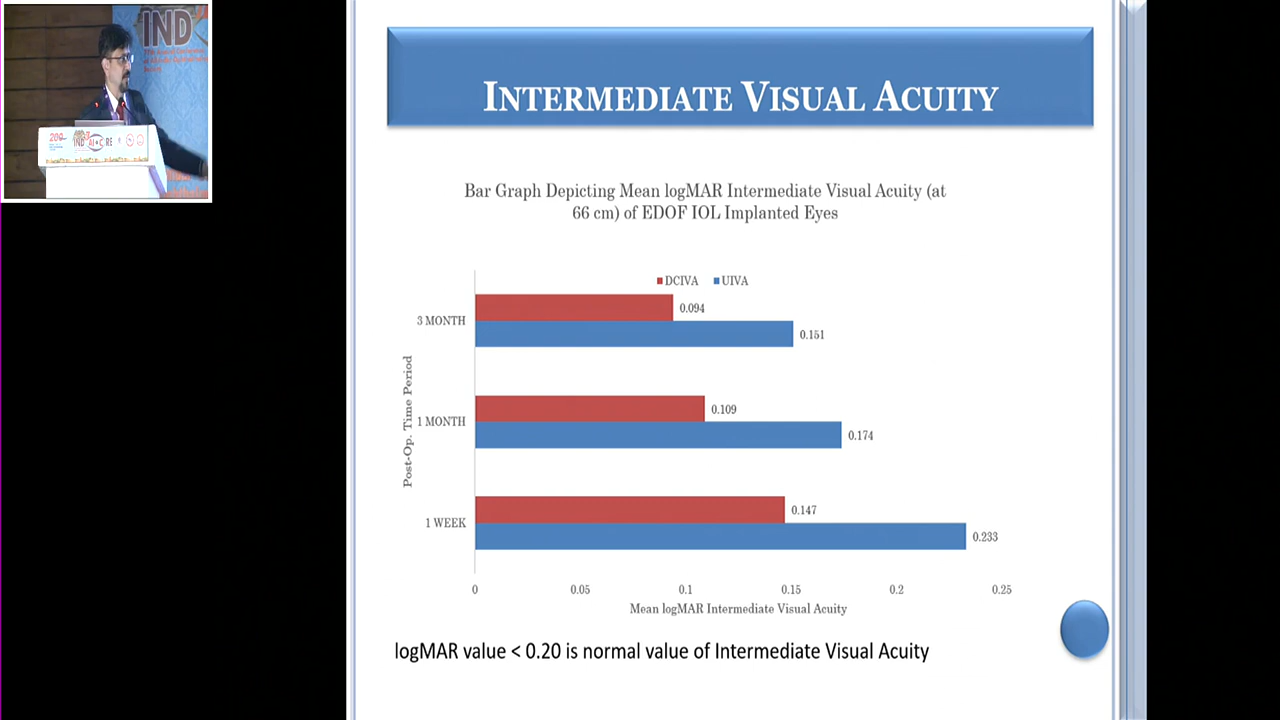 IND
INTERMEDIATE VISUAL ACUITY
Bar Graph Depicting Mean logMAR Intermediate Visual Acuity (at
66 cm) of EDOF IOL Implanted Eyes
DCIVA UIVA
3 MONTH
0.094
0.151
1 MONTH
0.109
0.174
1 WEEK
0.147
0.233
Post-Op. Time Period
0 0.05 0.1 0.15 0.2 0.25
Mean logMAR Intermediate Visual Acuity
logMAR value < 0.20 is normal value of Intermediate Visual Acuity